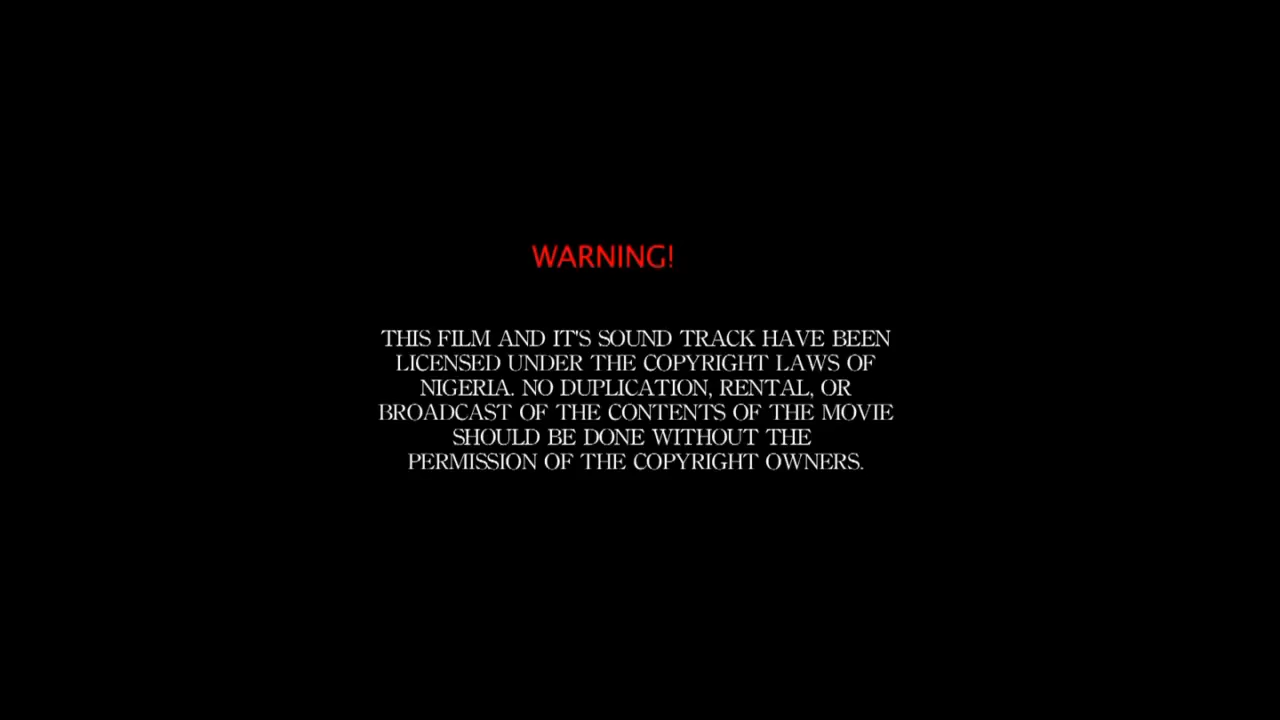 WARNING!
THIS FILM AND IT'S SOUND TRACK HAVE BEEN
LICENSED UNDER THE COPYRIGHT LAWS OF
NIGERIA. NO DUPLICATION, RENTAL, OR
BROADCAST OF THE CONTENTS OF THE MOVIE
SHOULD BE DONE WITHOUT THE
PERMISSION OF THE COPYRIGHT OWNERS.